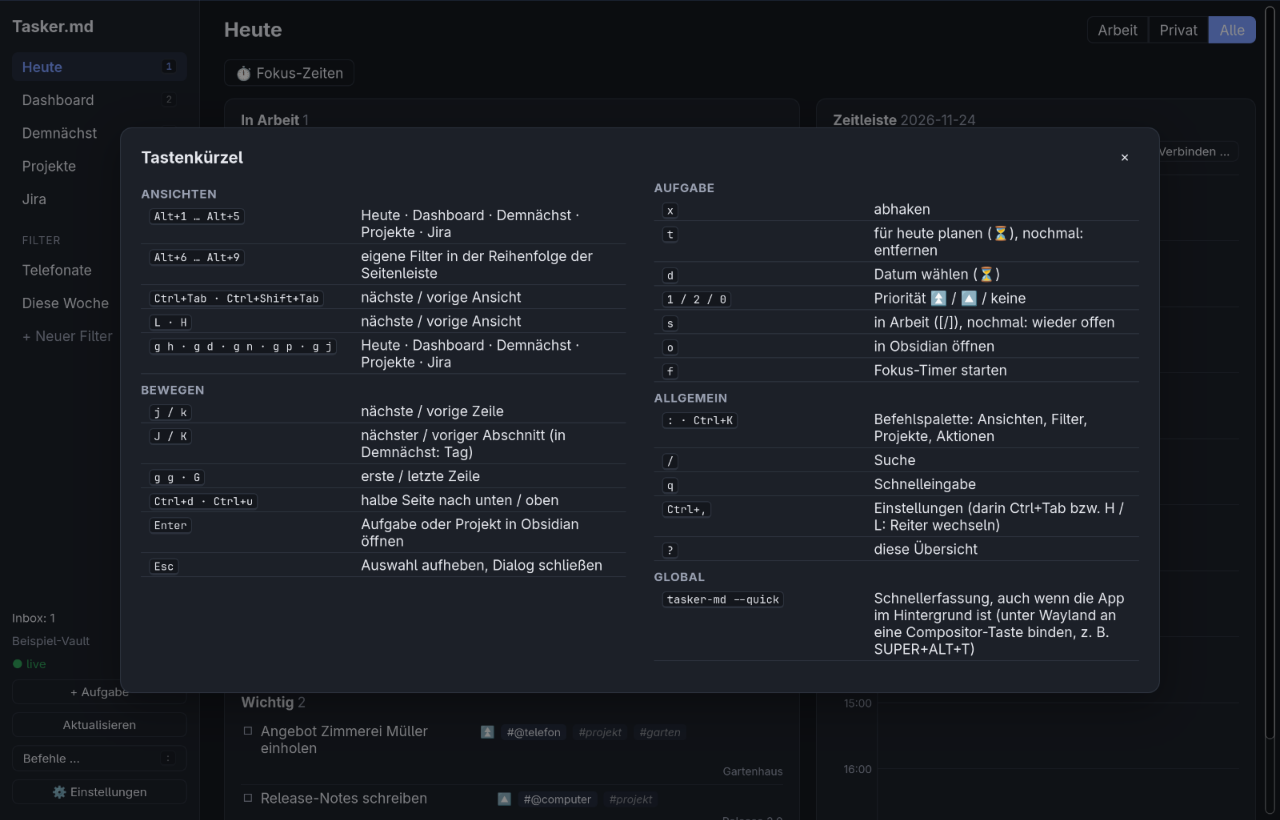 Tasker.md
Heute 1
Dashboard 2
Demnächst
Projekte
Jira
FILTER
Telefonate
Diese Woche
+ Neuer Filter
Inbox: 1
Beispiel-Vault
live
+ Aufgabe
Aktualisieren
Befehle ... :
⚙️ Einstellungen
Heute
Arbeit Privat Alle
⏱️ Fokus-Zeiten
In Arbeit 1
Zeitleiste 2026-11-24
Verbinden ...
Tastenkürzel ×
ANSICHTEN
Alt+1 … Alt+5 Heute · Dashboard · Demnächst ·
Projekte · Jira
Alt+6 … Alt+9 eigene Filter in der Reihenfolge der
Seitenleiste
Ctrl+Tab · Ctrl+Shift+Tab nächste / vorige Ansicht
L · H nächste / vorige Ansicht
g h · g d · g n · g p · g j Heute · Dashboard · Demnächst ·
Projekte · Jira
BEWEGEN
j / k nächste / vorige Zeile
J / K nächster / voriger Abschnitt (in
Demnächst: Tag)
g g · G erste / letzte Zeile
Ctrl+d · Ctrl+u halbe Seite nach unten / oben
Enter Aufgabe oder Projekt in Obsidian
öffnen
Esc Auswahl aufheben, Dialog schließen
AUFGABE
x abhaken
t für heute planen (⏳), nochmal:
entfernen
d Datum wählen (⏳)
1 / 2 / 0 Priorität ⏫ / 🔼 / keine
s in Arbeit ([/]), nochmal: wieder offen
o in Obsidian öffnen
f Fokus-Timer starten
ALLGEMEIN
: · Ctrl+K Befehlspalette: Ansichten, Filter,
Projekte, Aktionen
/ Suche
q Schnelleingabe
Ctrl+, Einstellungen (darin Ctrl+Tab bzw. H /
L: Reiter wechseln)
? diese Übersicht
GLOBAL
tasker-md --quick Schnellerfassung, auch wenn die App
im Hintergrund ist (unter Wayland an
eine Compositor-Taste binden, z. B.
SUPER+ALT+T)
Wichtig 2
Angebot Zimmerei Müller
einholen
⏫ #@telefon #projekt #garten
Gartenhaus
Release-Notes schreiben 🔼 #@computer #projekt
15:00
16:00